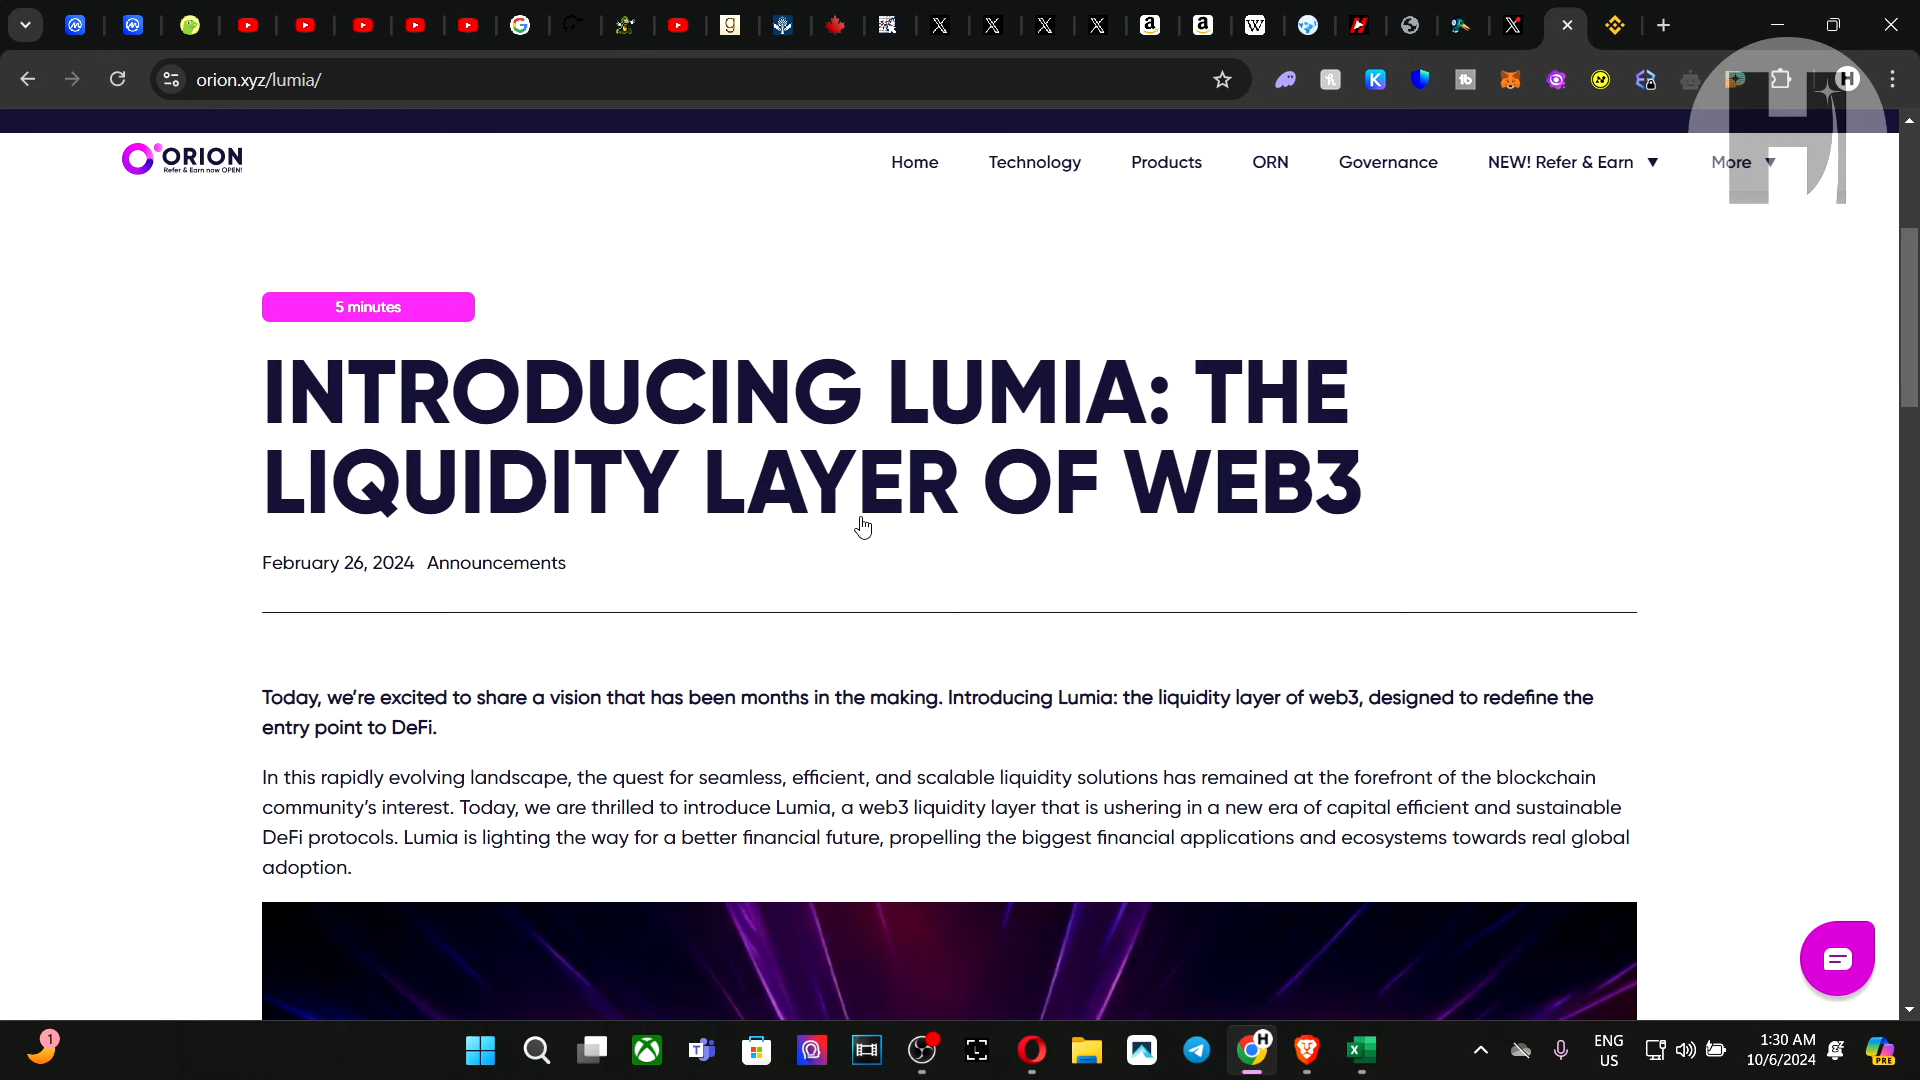 orion.xyz/lumia/
ORION
Refer & Earn now OPEN!
Home Technology Products ORN Governance NEW! Refer & Earn More
5 minutes
INTRODUCING LUMIA: THE
LIQUIDITY LAYER OF WEB3
February 26, 2024 Announcements
Today, we're excited to share a vision that has been months in the making. Introducing Lumia: the liquidity layer of web3, designed to redefine the
entry point to DeFi.
In this rapidly evolving landscape, the quest for seamless, efficient, and scalable liquidity solutions has remained at the forefront of the blockchain
community's interest. Today, we are thrilled to introduce Lumia, a web3 liquidity layer that is ushering in a new era of capital efficient and sustainable
DeFi protocols. Lumia is lighting the way for a better financial future, propelling the biggest financial applications and ecosystems towards real global
adoption.
1
ENG
US
1:30 AM
10/6/2024
PRE